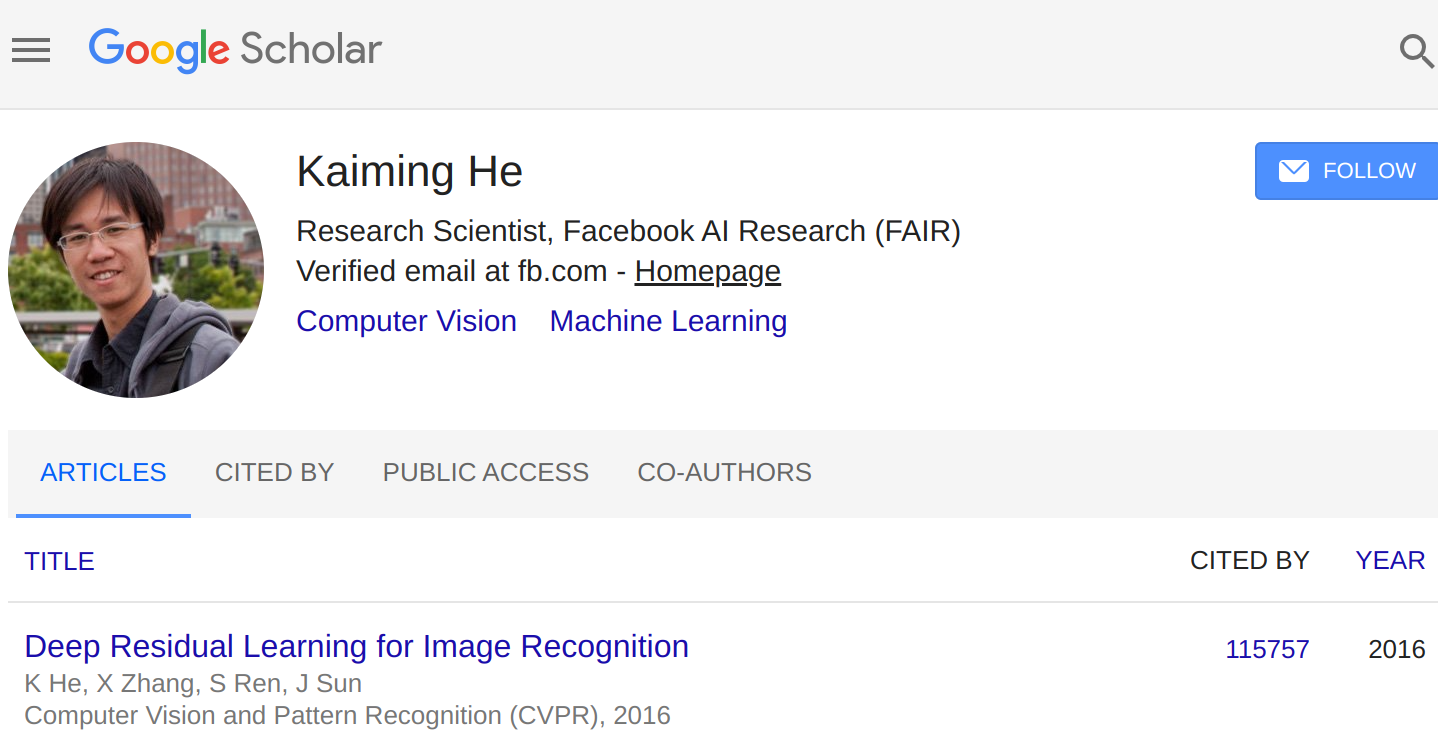 Google Scholar
Kaiming He
FOLLOW
Research Scientist, Facebook AI Research (FAIR)
Verified email at fb.com - Homepage
Computer Vision Machine Learning
ARTICLES CITED BY PUBLIC ACCESS CO-AUTHORS
TITLE CITED BY YEAR
Deep Residual Learning for Image Recognition 115757 2016
K He, X Zhang, S Ren, J Sun
Computer Vision and Pattern Recognition (CVPR), 2016